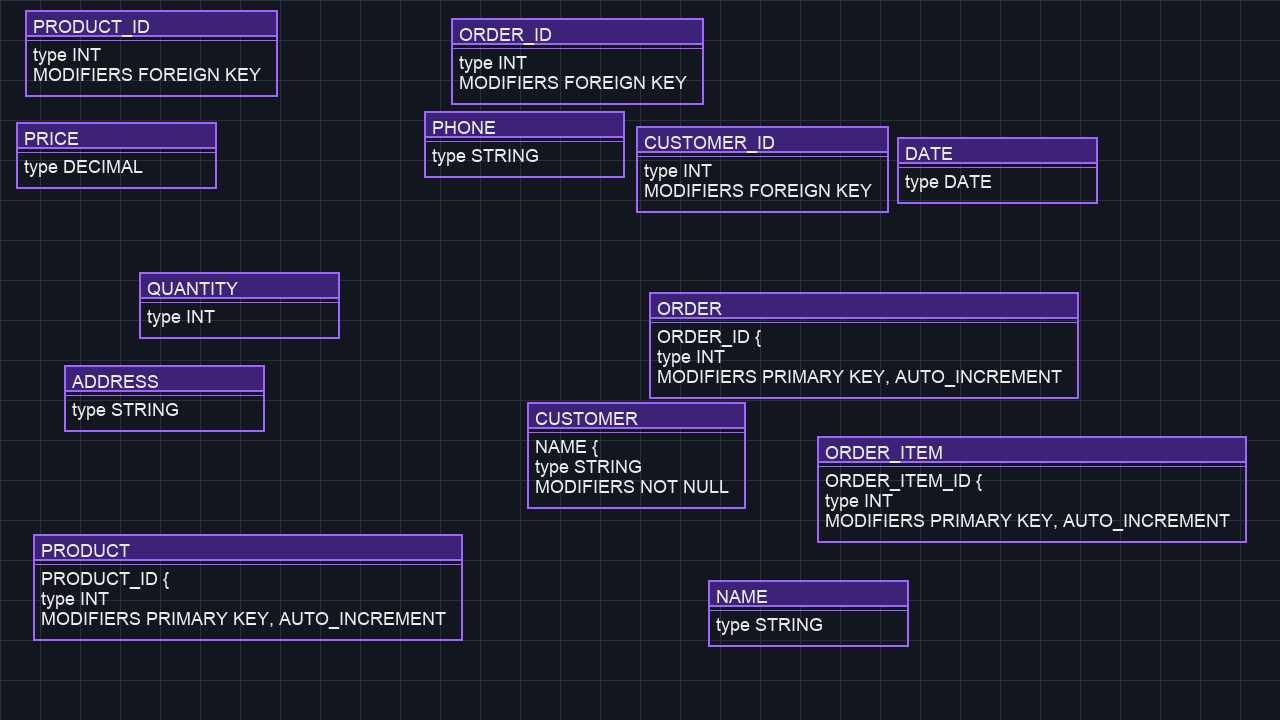 PRODUCT_ID
type INT
MODIFIERS FOREIGN KEY
ORDER_ID
type INT
MODIFIERS FOREIGN KEY
PRICE
type DECIMAL
PHONE
type STRING
CUSTOMER_ID
type INT
MODIFIERS FOREIGN KEY
DATE
type DATE
QUANTITY
type INT
ORDER
ORDER_ID {
type INT
MODIFIERS PRIMARY KEY, AUTO_INCREMENT
ADDRESS
type STRING
CUSTOMER
NAME {
type STRING
MODIFIERS NOT NULL
ORDER_ITEM
ORDER_ITEM_ID {
type INT
MODIFIERS PRIMARY KEY, AUTO_INCREMENT
PRODUCT
PRODUCT_ID {
type INT
MODIFIERS PRIMARY KEY, AUTO_INCREMENT
NAME
type STRING